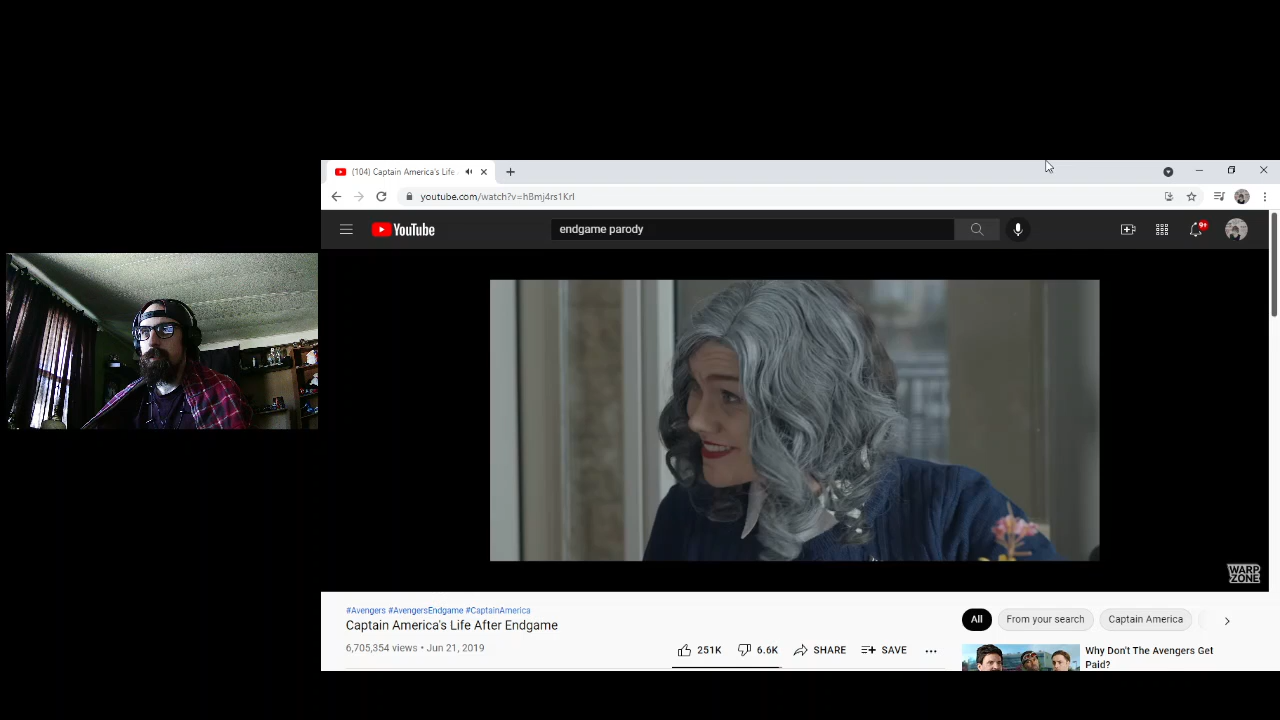 (104) Captain America's Life
youtube.com/watch?v=hBmj4rs1KrI
YouTube
endgame parody
9+
WARP
ZONE
#Avengers #AvengersEndgame #CaptainAmerica
Captain America's Life After Endgame
6,705,354 views • Jun 21, 2019
251K
6.6K
SHARE
SAVE
All
From your search
Captain America
Why Don't The Avengers Get
Paid?